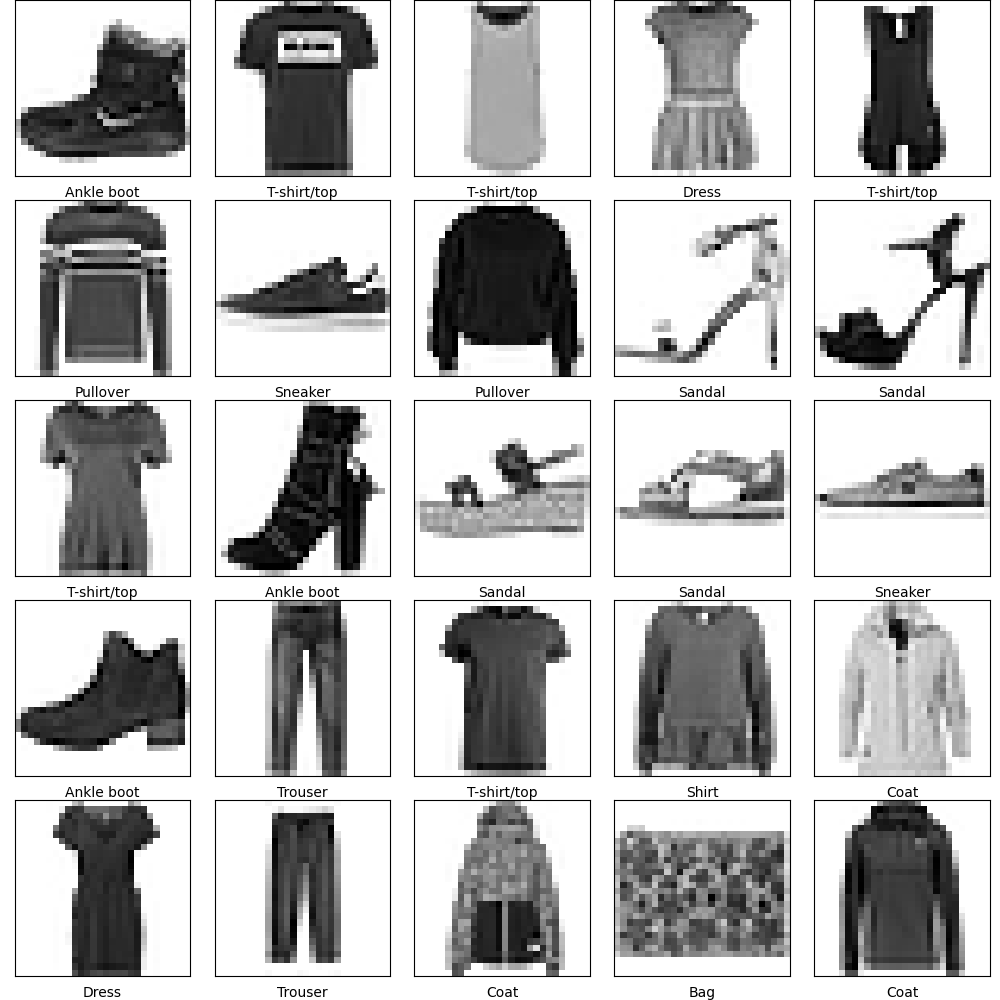 Ankle boot
T-shirt/top
T-shirt/top
Dress
T-shirt/top
Pullover
Sneaker
Pullover
Sandal
Sandal
T-shirt/top
Ankle boot
Sandal
Sandal
Sneaker
Ankle boot
Trouser
T-shirt/top
Shirt
Coat
Dress
Trouser
Coat
Bag
Coat